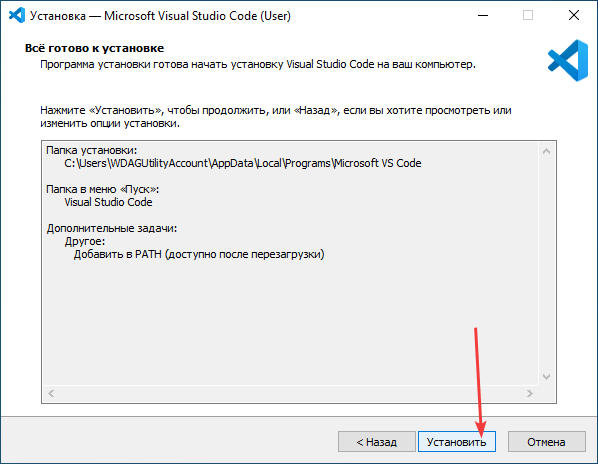 Установка — Microsoft Visual Studio Code (User)
Всё готово к установке
Программа установки готова начать установку Visual Studio Code на ваш компьютер.
Нажмите «Установить», чтобы продолжить, или «Назад», если вы хотите просмотреть или
изменить опции установки.
Папка установки:
C:\Users\WDAGUtilityAccount\AppData\Local\Programs\Microsoft VS Code
Папка в меню «Пуск»:
Visual Studio Code
Дополнительные задачи:
Другое:
Добавить в PATH (доступно после перезагрузки)
< Назад
Установить
Отмена